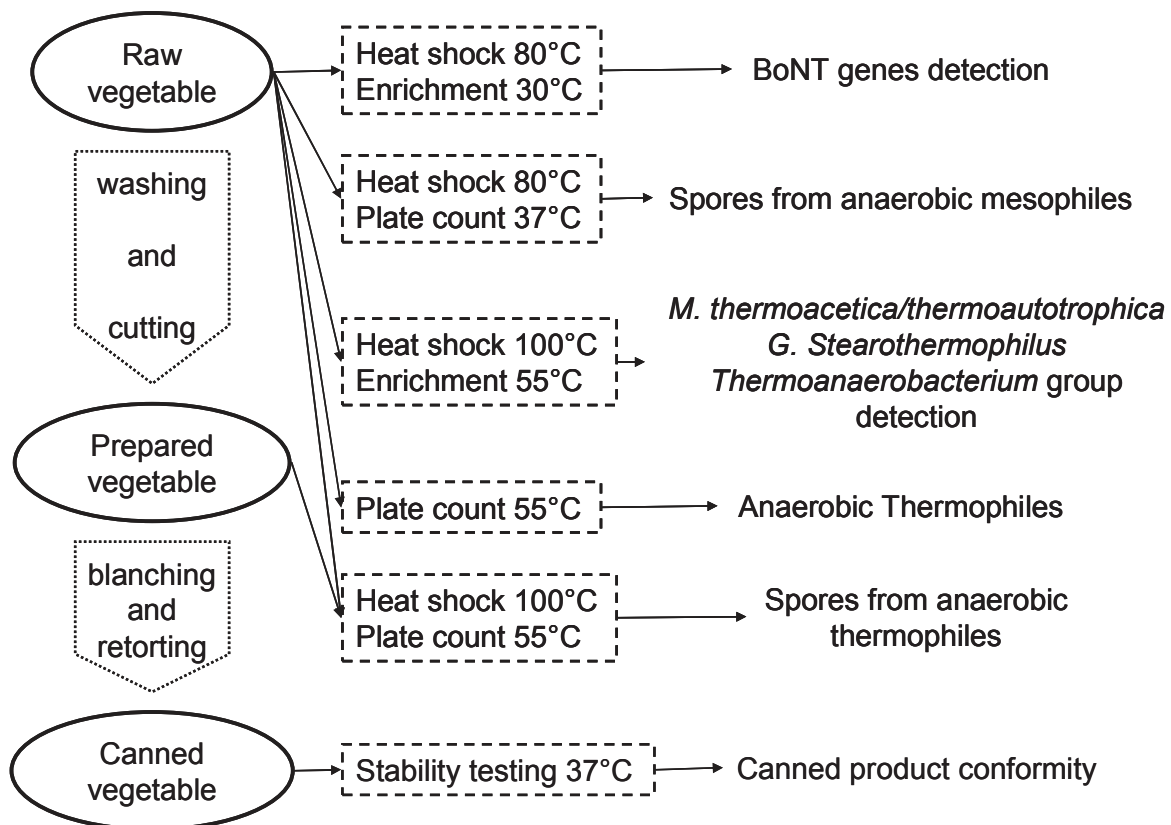 Raw
vegetable
Heat shock 80°C
Enrichment 30°C
BoNT genes detection
washing
and
cutting
Heat shock 80°C
Plate count 37°C
Spores from anaerobic mesophiles
Heat shock 100°C
Enrichment 55°C
M. thermoacetica/thermoautotrophica
G. Stearothermophilus
Thermoanaerobacterium group
detection
Prepared
vegetable
Plate count 55°C
Anaerobic Thermophiles
blanching
and
retorting
Heat shock 100°C
Plate count 55°C
Spores from anaerobic
thermophiles
Canned
vegetable
Stability testing 37°C
Canned product conformity